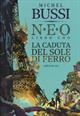 MICHEL
BUSSI
N·E·O
LIBRO UNO
LA CADUTA
DEL SOLE
DI FERRO